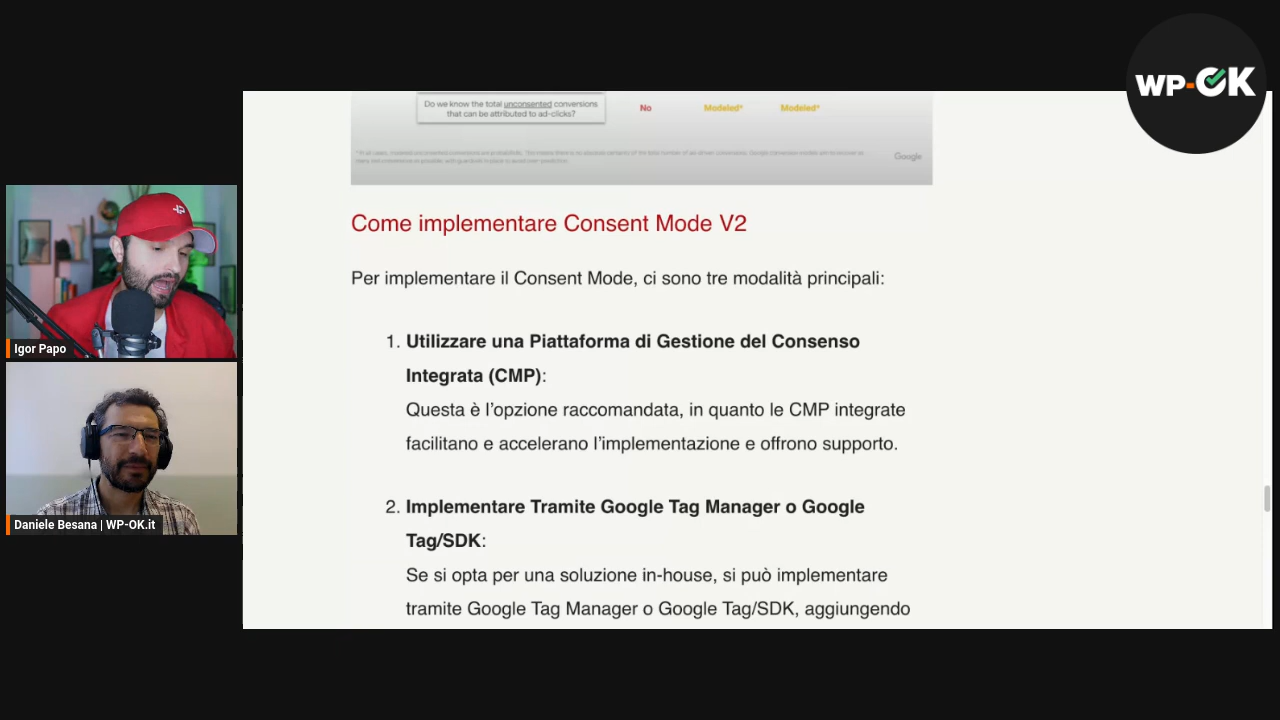 WP-OK
Do we know the total unconsented conversions
that can be attributed to ad-clicks?
No
Modeled*
Modeled*
Google
Come implementare Consent Mode V2
Per implementare il Consent Mode, ci sono tre modalità principali:
1. Utilizzare una Piattaforma di Gestione del Consenso
Integrata (CMP):
Questa è l'opzione raccomandata, in quanto le CMP integrate
facilitano e accelerano l'implementazione e offrono supporto.
2. Implementare Tramite Google Tag Manager o Google
Tag/SDK:
Se si opta per una soluzione in-house, si può implementare
tramite Google Tag Manager o Google Tag/SDK, aggiungendo
Igor Papo
Daniele Besana | WP-OK.it